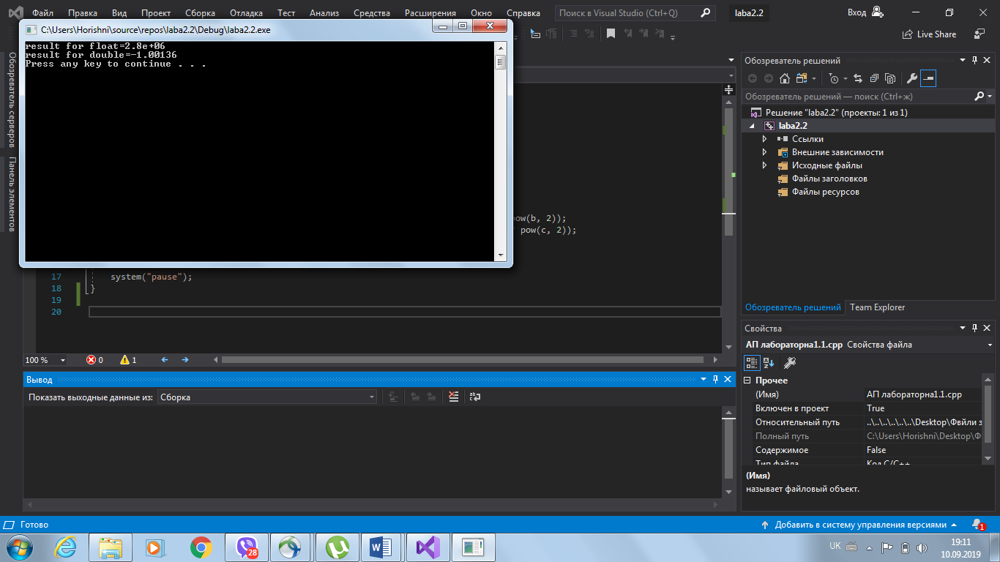 Файл Правка Вид Проект Сборка Отладка Тест Анализ Средства Расширения Окно Справка Поиск в Visual Studio (Ctrl+Q) laba2.2 Вход
C:\Users\Horishni\source\repos\laba2.2\Debug\laba2.2.exe
result for float=2.8e+06
result for double=-1.00136
Press any key to continue . . .
Live Share
Обозреватель серверов
Панель элементов
pow(b, 2));
pow(c, 2));
17 system("pause");
18 }
19
20
100 % 0 1
Вывод
Показать выходные данные из: Сборка
Обозреватель решений
Обозреватель решений — поиск (Ctrl+ж)
Решение "laba2.2" (проекты: 1 из 1)
laba2.2
Ссылки
Внешние зависимости
Исходные файлы
Файлы заголовков
Файлы ресурсов
Обозреватель решений Team Explorer
Свойства
АП лабораторна1.1.cpp Свойства файла
Прочее
(Имя) АП лабораторна1.1.cpp
Включен в проект True
Относительный путь ..\..\..\..\..\..\Desktop\Фвйли з
Полный путь C:\Users\Horishni\Desktop\Ф
Содержимое False
Тип файла Код C/C++
(Имя)
называет файловый объект.
Готово Добавить в систему управления версиями 1
28 UK 19:11
10.09.2019